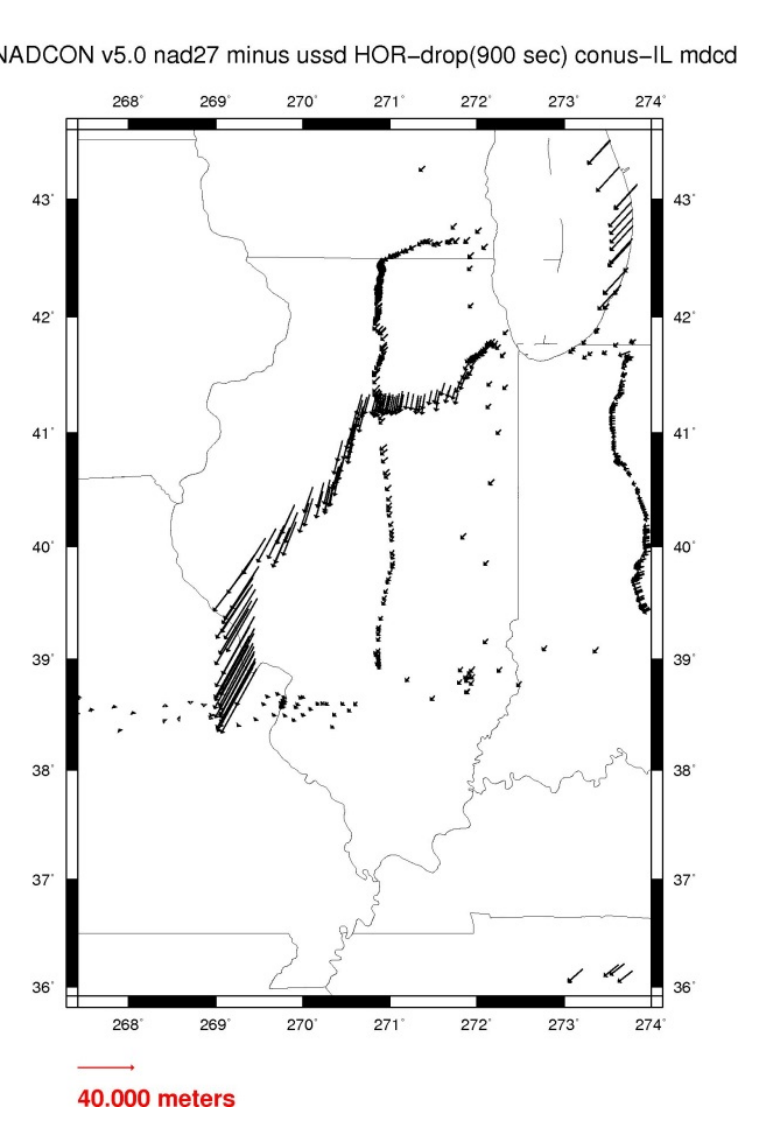 NADCON v5.0 nad27 minus ussd HOR−drop(900 sec) conus−IL mdcd
268˚ 269˚ 270˚ 271˚ 272˚ 273˚ 274˚
43˚ 43˚
42˚ 42˚
41˚ 41˚
40˚ 40˚
39˚ 39˚
38˚ 38˚
37˚ 37˚
36˚ 36˚
268˚ 269˚ 270˚ 271˚ 272˚ 273˚ 274˚
40.000 meters